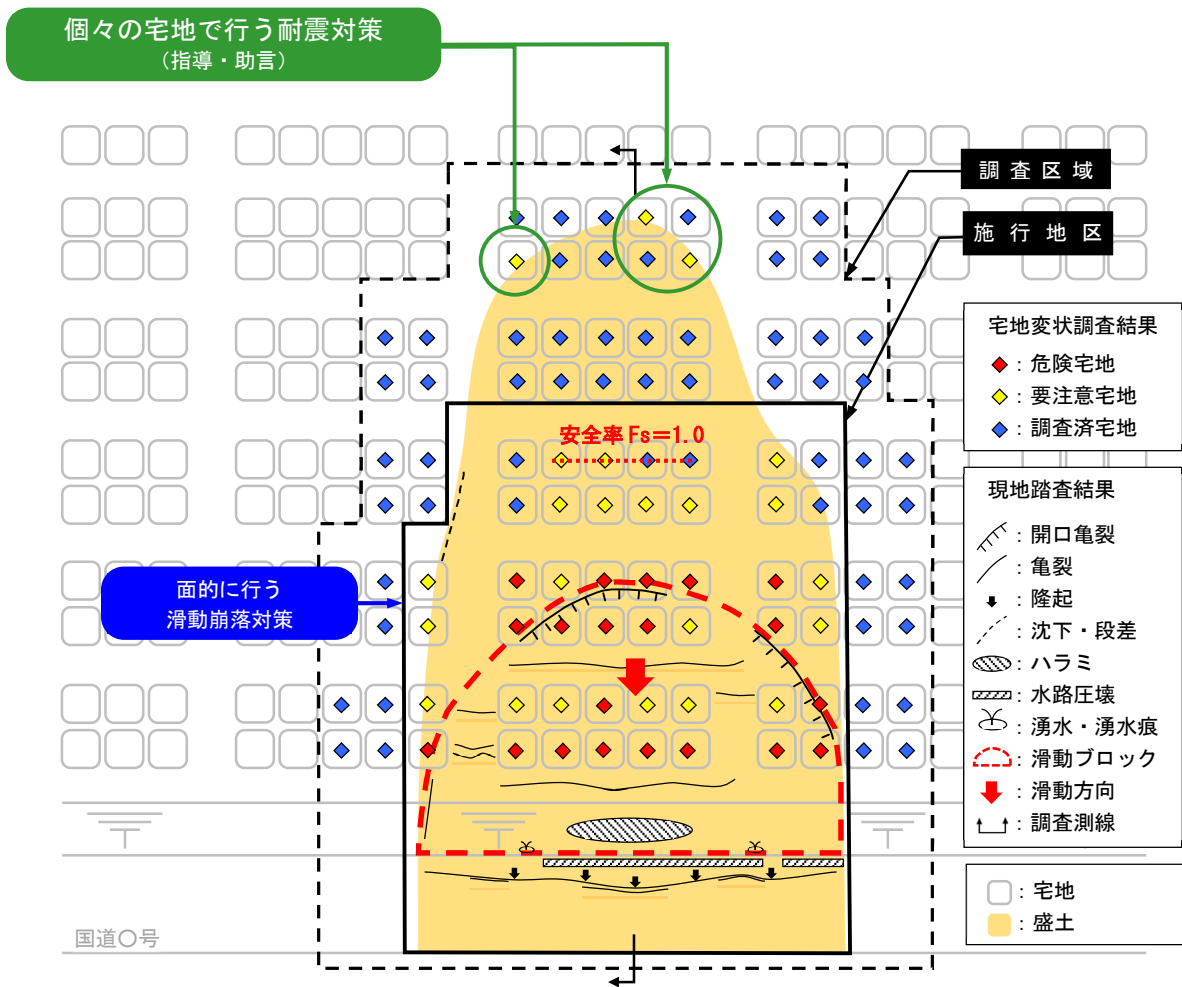 個々の宅地で行う耐震対策
（指導・助言）
調査区域
施行地区
宅地変状調査結果
：危険宅地
：要注意宅地
：調査済宅地
安全率Fs＝1.0
現地踏査結果
：開口亀裂
：亀裂
：隆起
：沈下・段差
：ハラミ
：水路圧壊
：湧水・湧水痕
：滑動ブロック
：滑動方向
：調査測線
面的に行う
滑動崩落対策
：宅地
：盛土
国道〇号